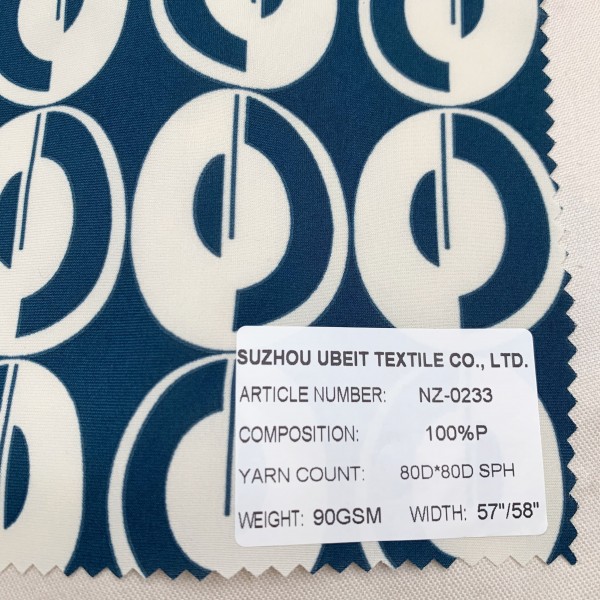 SUZHOU UBEIT TEXTILE CO., LTD.
ARTICLE NUMBER: NZ-0233
COMPOSITION: 100%P
YARN COUNT: 80D*80D SPH
WEIGHT: 90GSM WIDTH: 57"/58"